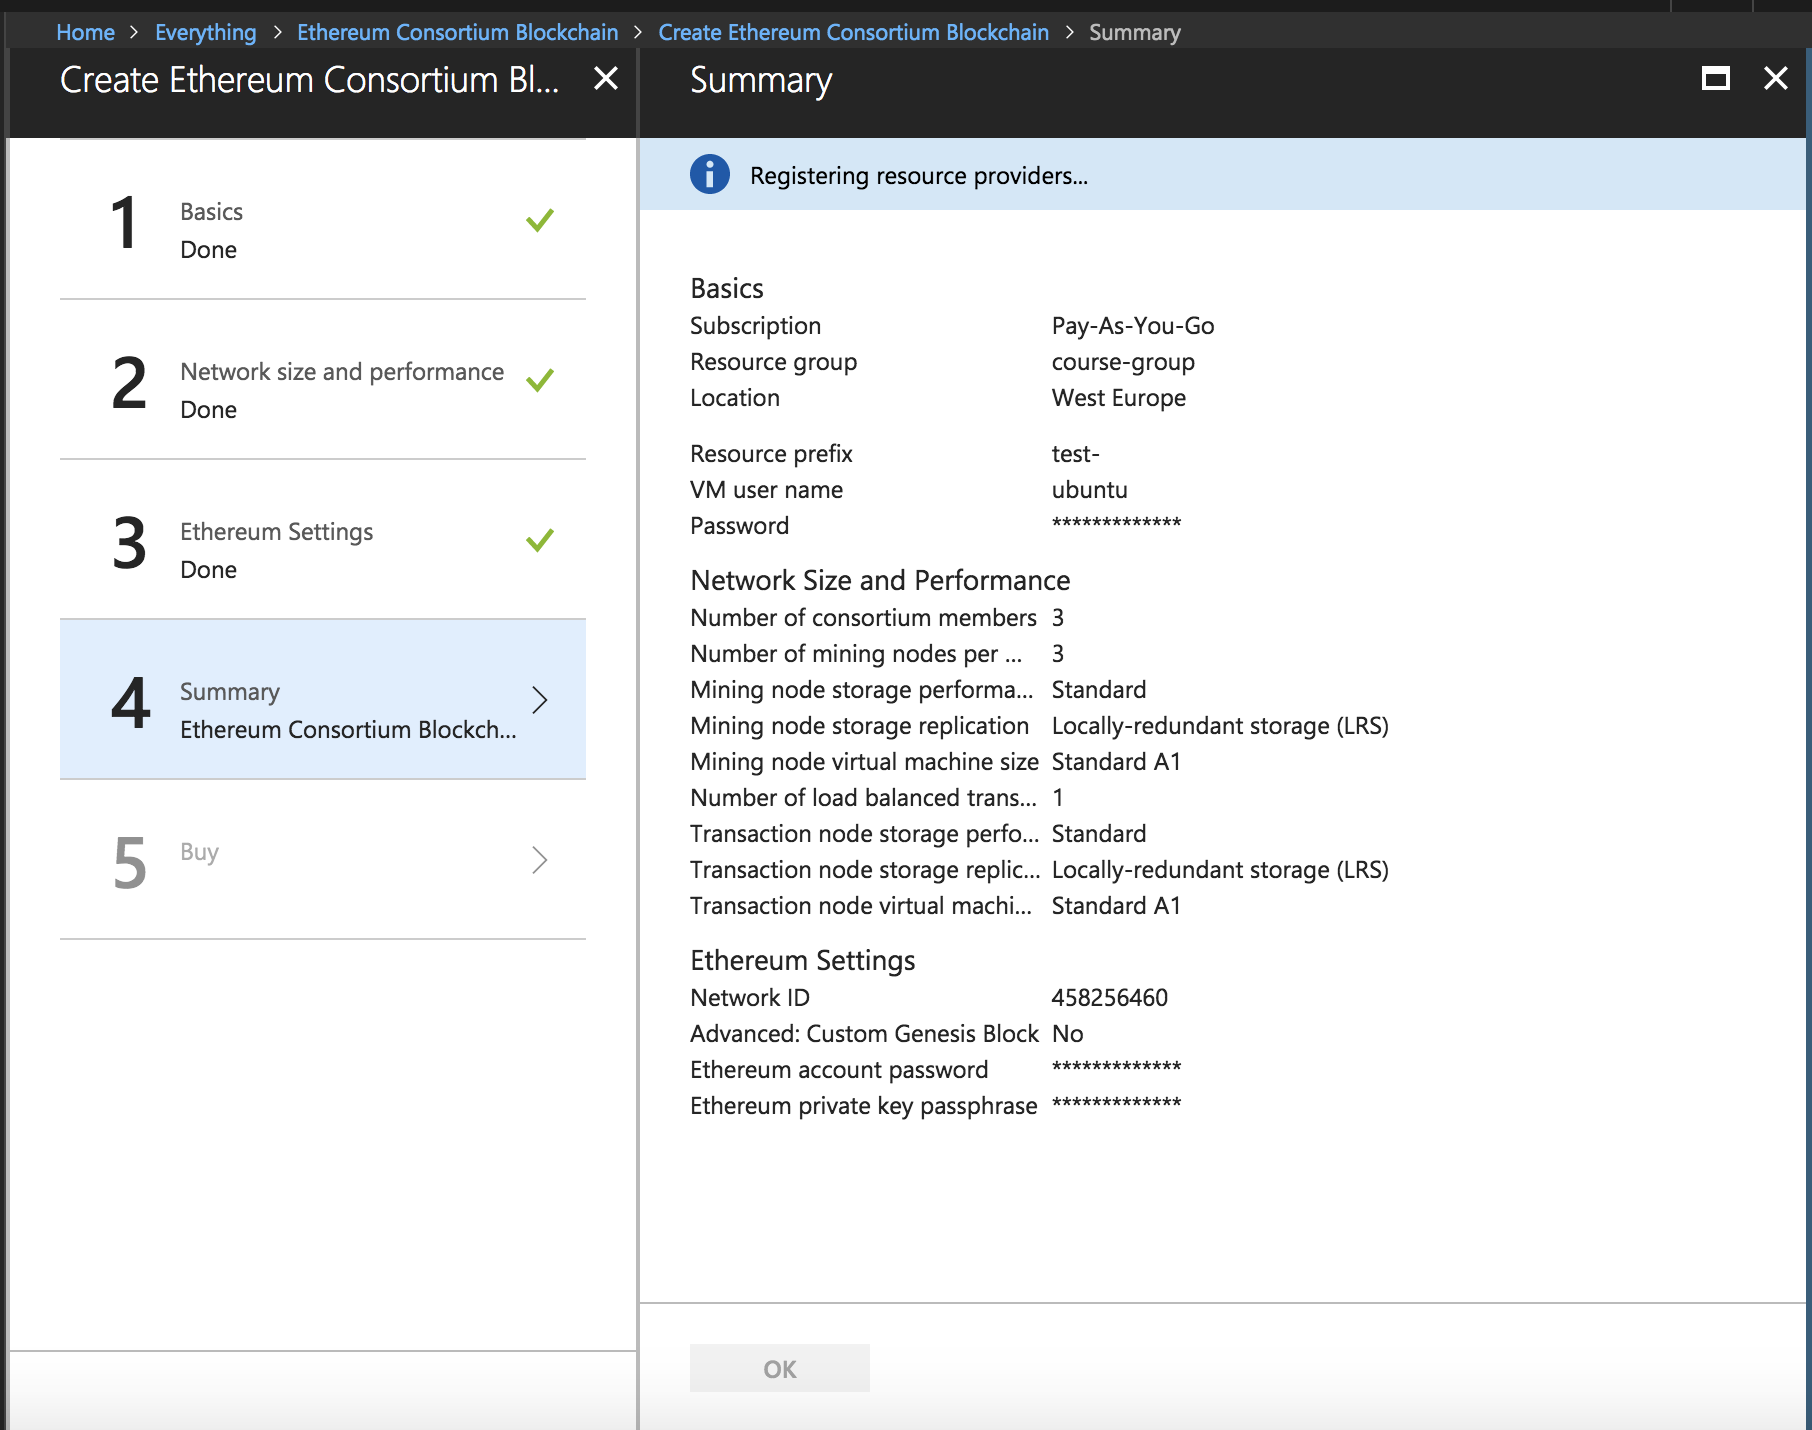 Home > Everything > Ethereum Consortium Blockchain > Create Ethereum Consortium Blockchain > Summary
Create Ethereum Consortium Bl...
Summary
1
Basics
Done
2
Network size and performance
Done
3
Ethereum Settings
Done
4
Summary
Ethereum Consortium Blockch...
5
Buy
Registering resource providers...
Basics
Subscription Pay-As-You-Go
Resource group course-group
Location West Europe
Resource prefix test-
VM user name ubuntu
Password *************
Network Size and Performance
Number of consortium members 3
Number of mining nodes per ... 3
Mining node storage performa... Standard
Mining node storage replication Locally-redundant storage (LRS)
Mining node virtual machine size Standard A1
Number of load balanced trans... 1
Transaction node storage perfo... Standard
Transaction node storage replic... Locally-redundant storage (LRS)
Transaction node virtual machi... Standard A1
Ethereum Settings
Network ID 458256460
Advanced: Custom Genesis Block No
Ethereum account password *************
Ethereum private key passphrase *************
OK